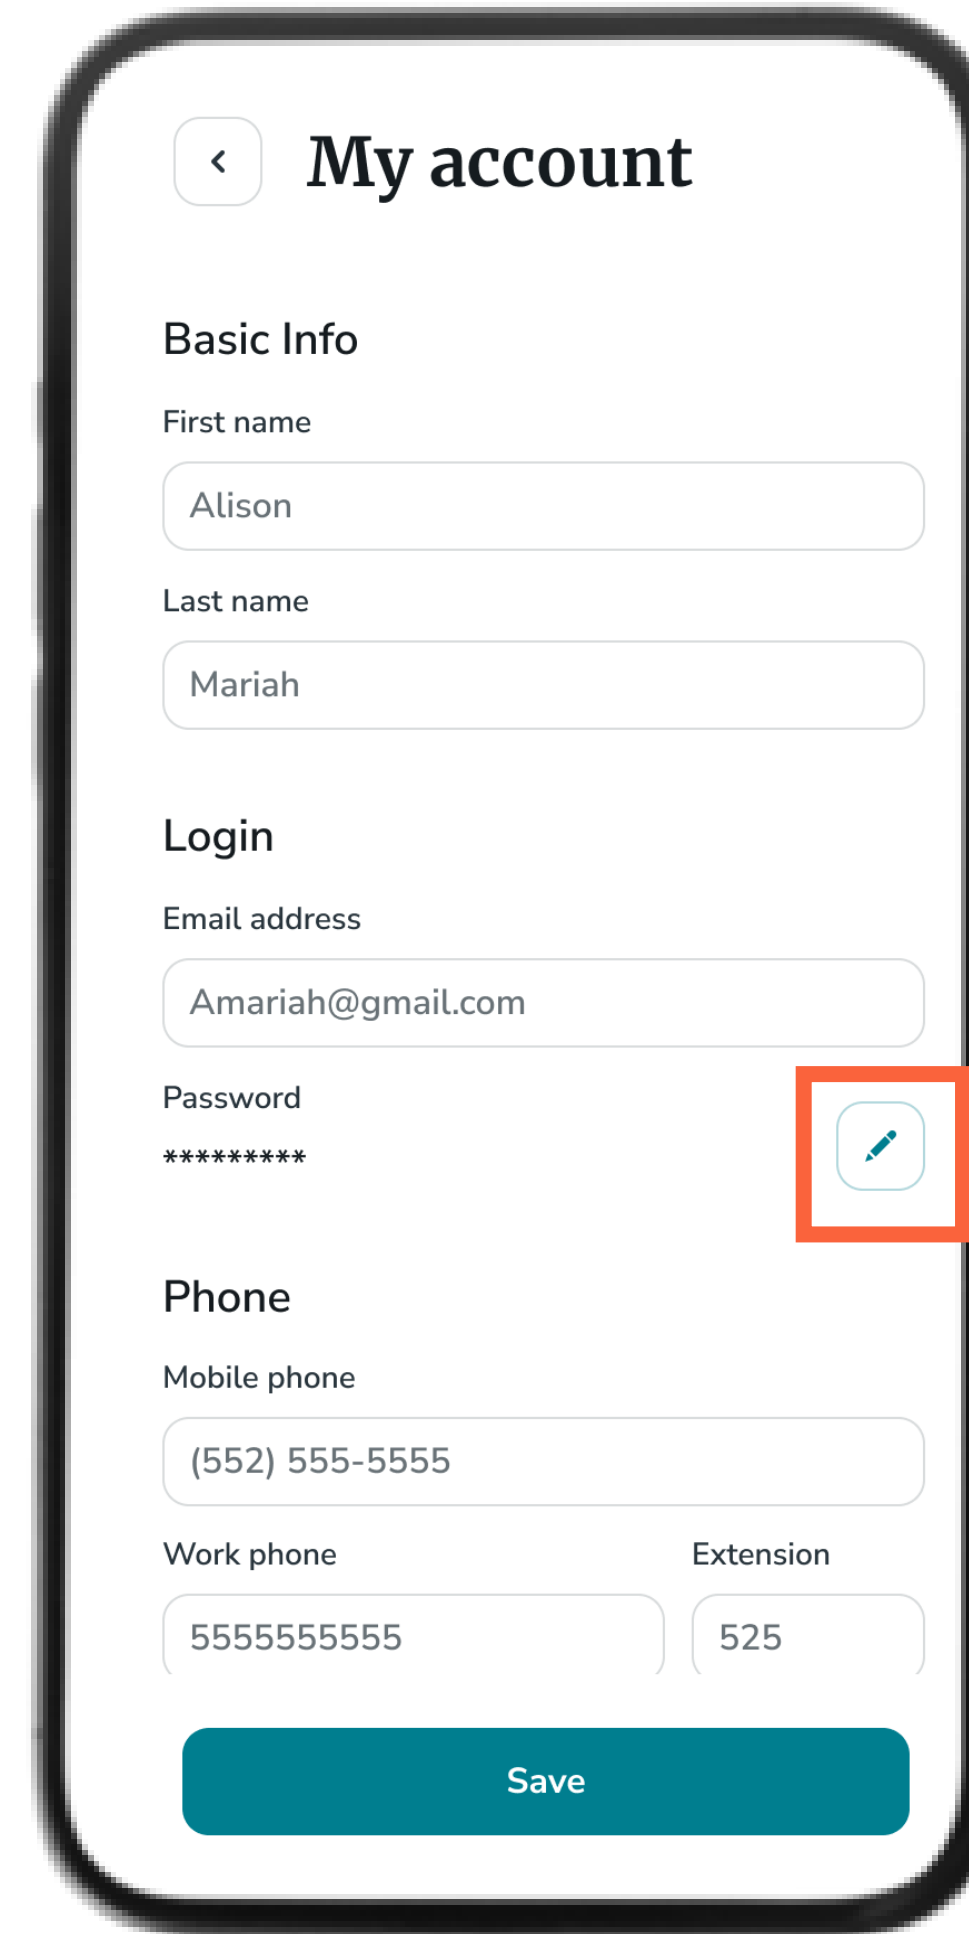 My account
Basic Info
First name
Alison
Last name
Mariah
Login
Email address
Amariah@gmail.com
Password
*********
Phone
Mobile phone
(552) 555-5555
Work phone Extension
5555555555 525
Save